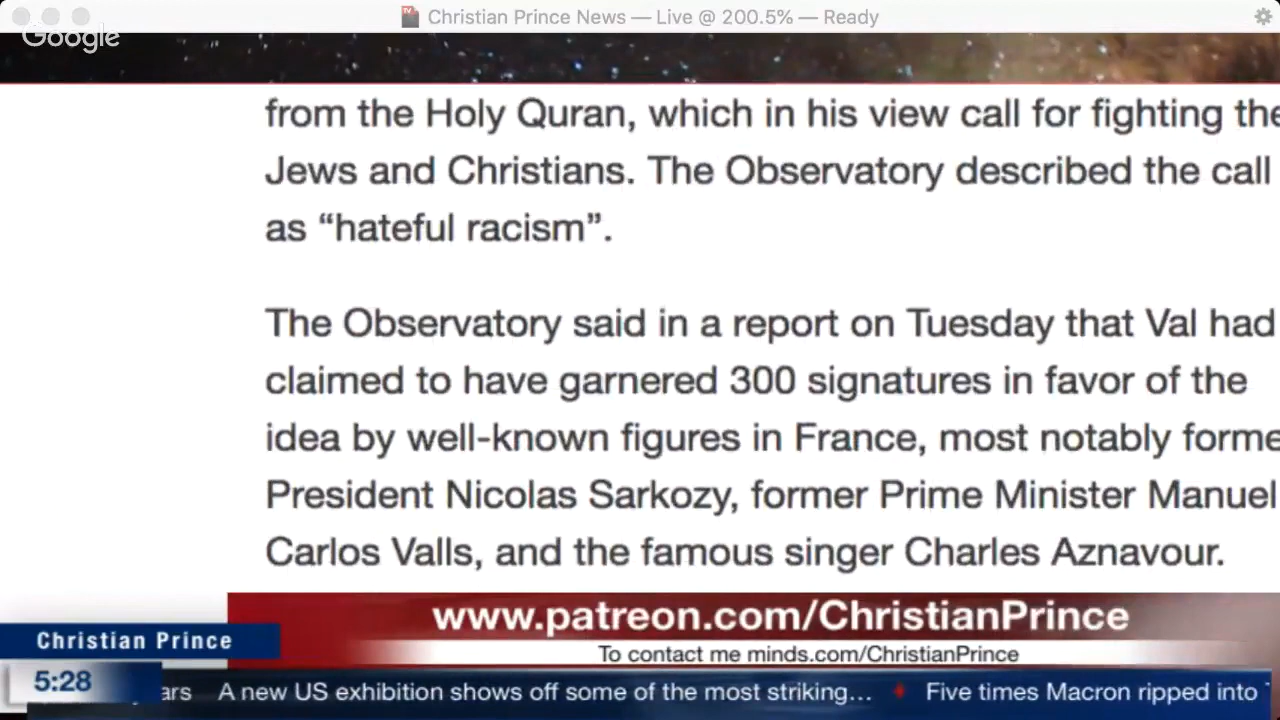 Christian Prince News — Live @ 200.5% — Ready
Google
from the Holy Quran, which in his view call for fighting the
Jews and Christians. The Observatory described the call
as “hateful racism”.
The Observatory said in a report on Tuesday that Val had
claimed to have garnered 300 signatures in favor of the
idea by well-known figures in France, most notably forme
President Nicolas Sarkozy, former Prime Minister Manuel
Carlos Valls, and the famous singer Charles Aznavour.
www.patreon.com/ChristianPrince
To contact me minds.com/ChristianPrince
Christian Prince
5:28
ars A new US exhibition shows off some of the most striking... Five times Macron ripped into